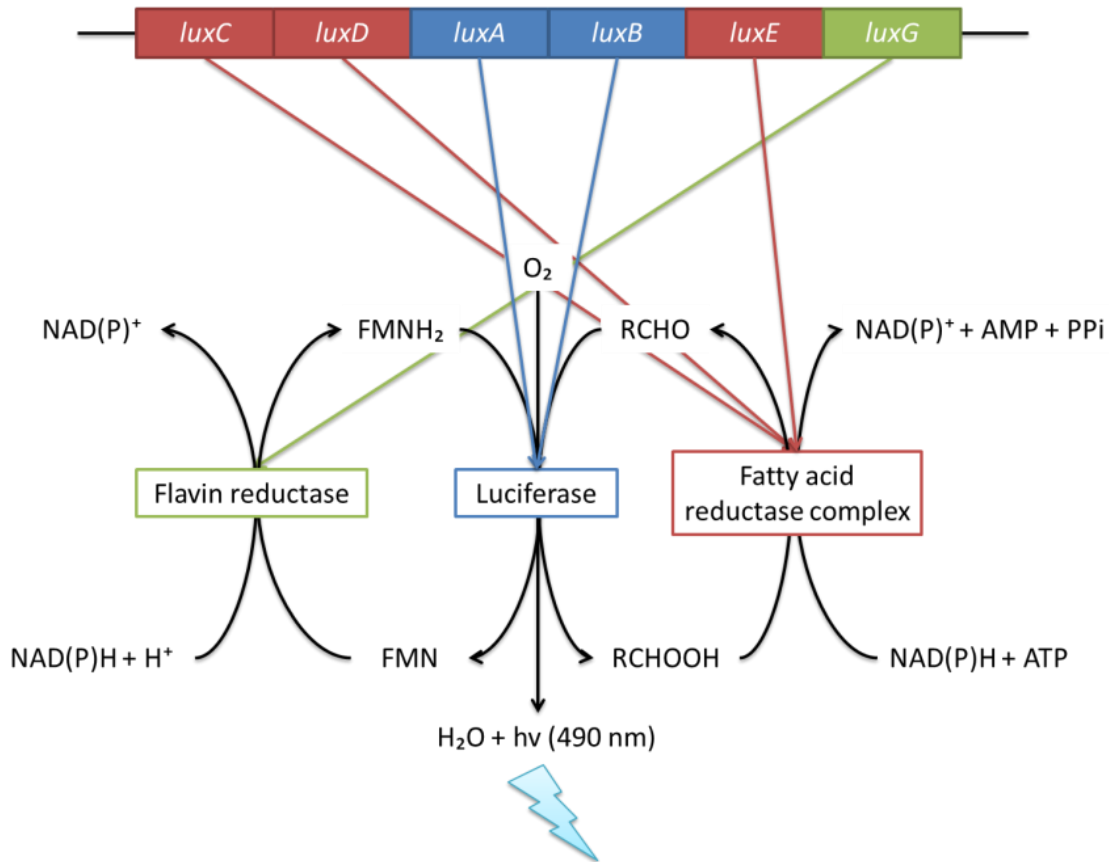 luxC luxD luxA luxB luxE luxG
O₂
NAD(P)⁺ FMNH₂ RCHO NAD(P)⁺ + AMP + PPi
Flavin reductase Luciferase Fatty acid
reductase complex
NAD(P)H + H⁺ FMN RCHOOH NAD(P)H + ATP
H₂O + hv (490 nm)